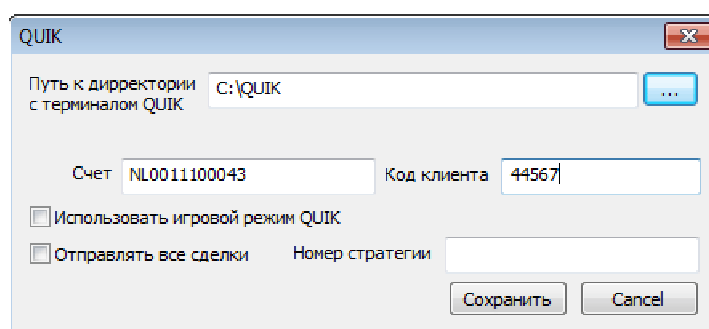 QUIK
Путь к дирректории C:\QUIK ...
с терминалом QUIK
Счет NL0011100043 Код клиента 44567
Использовать игровой режим QUIK
Отправлять все сделки Номер стратегии
Сохранить Cancel